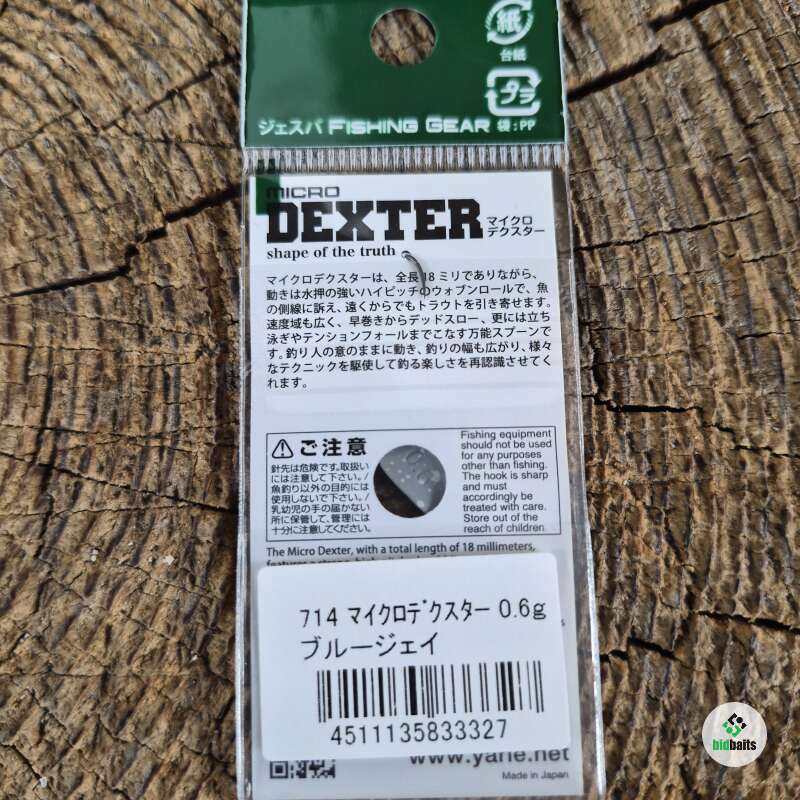 紙
台紙
プラ
ジェスパ FISHING GEAR 袋:PP
MICRO
DEXTER マイクロ
デクスター
shape of the truth
マイクロデクスターは、全長18ミリでありながら、
動きは水押の強いハイピッチのウォブンロールで、魚
の側線に訴え、遠くからでもトラウトを引き寄せます。
速度域も広く、早巻きからデッドスロー、更には立ち
泳ぎやテンションフォールまでこなす万能スプーンで
す。釣り人の意のままに動き、釣りの幅も広がり、様々
なテクニックを駆使して釣る楽しさを再認識させてく
れます。
ご注意
針先は危険です。取扱い
には注意して下さい。/
魚釣り以外の目的には
使用しないで下さい。/
乳幼児の手の届かない
所に保管して、管理には
十分に注意してください。
0.6
Fishing equipment
should not be used
for any purposes
other than fishing.
The hook is sharp
and must
accordingly be
treated with care.
Store out of the
reach of children.
The Micro Dexter, with a total length of 18 millimeters,
714 マイクロデクスター 0.6g
ブルージェイ
4511135833327
www.yarie.net
Made in Japan
bidbaits